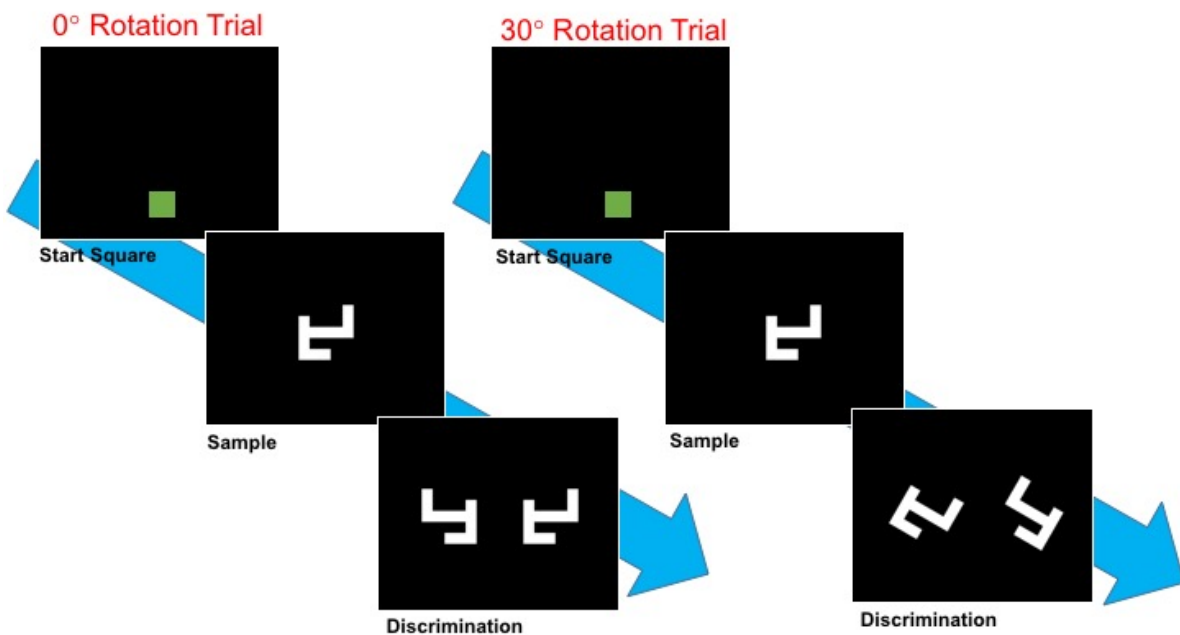 0° Rotation Trial
30° Rotation Trial
Start Square
Start Square
Sample
Sample
Discrimination
Discrimination